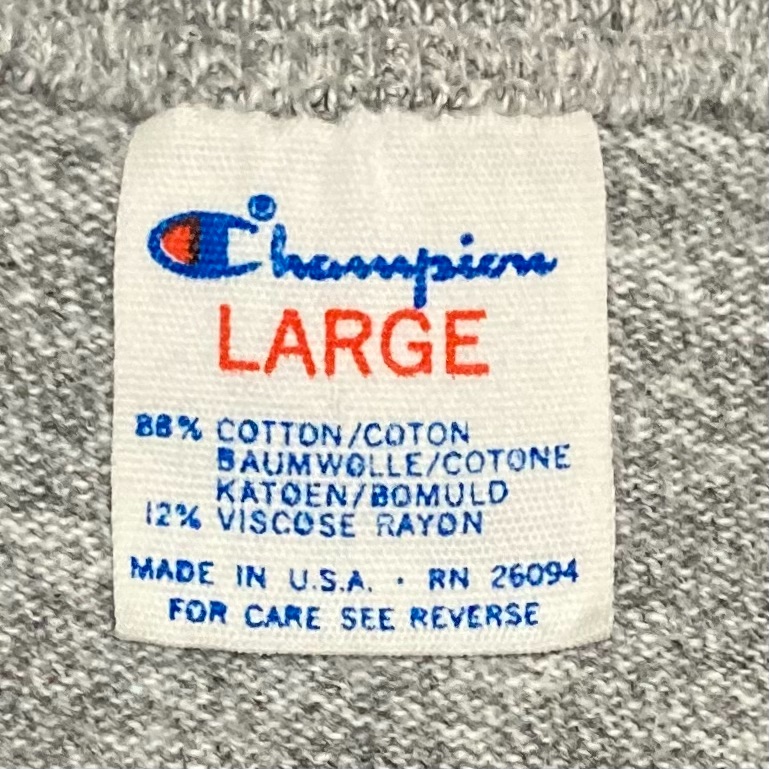 Champion®
LARGE
88% COTTON/COTON
BAUMWOLLE/COTONE
KATOEN/BOMULD
12% VISCOSE RAYON
MADE IN U.S.A. · RN 26094
FOR CARE SEE REVERSE